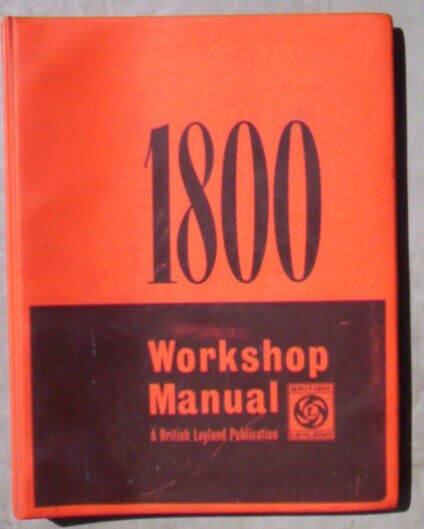 1800
Workshop
Manual
A British Leyland Publication
BRITISH
L
LEYLAND